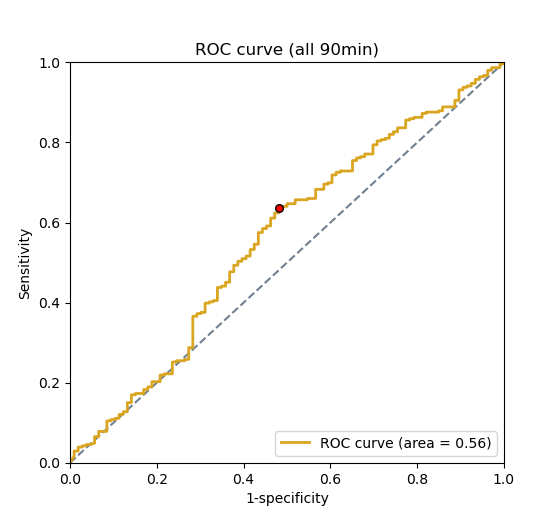 ROC curve (all 90min)
1.0
0.8
0.6
0.4
0.2
0.0
Sensitivity
ROC curve (area = 0.56)
0.0 0.2 0.4 0.6 0.8 1.0
1-specificity